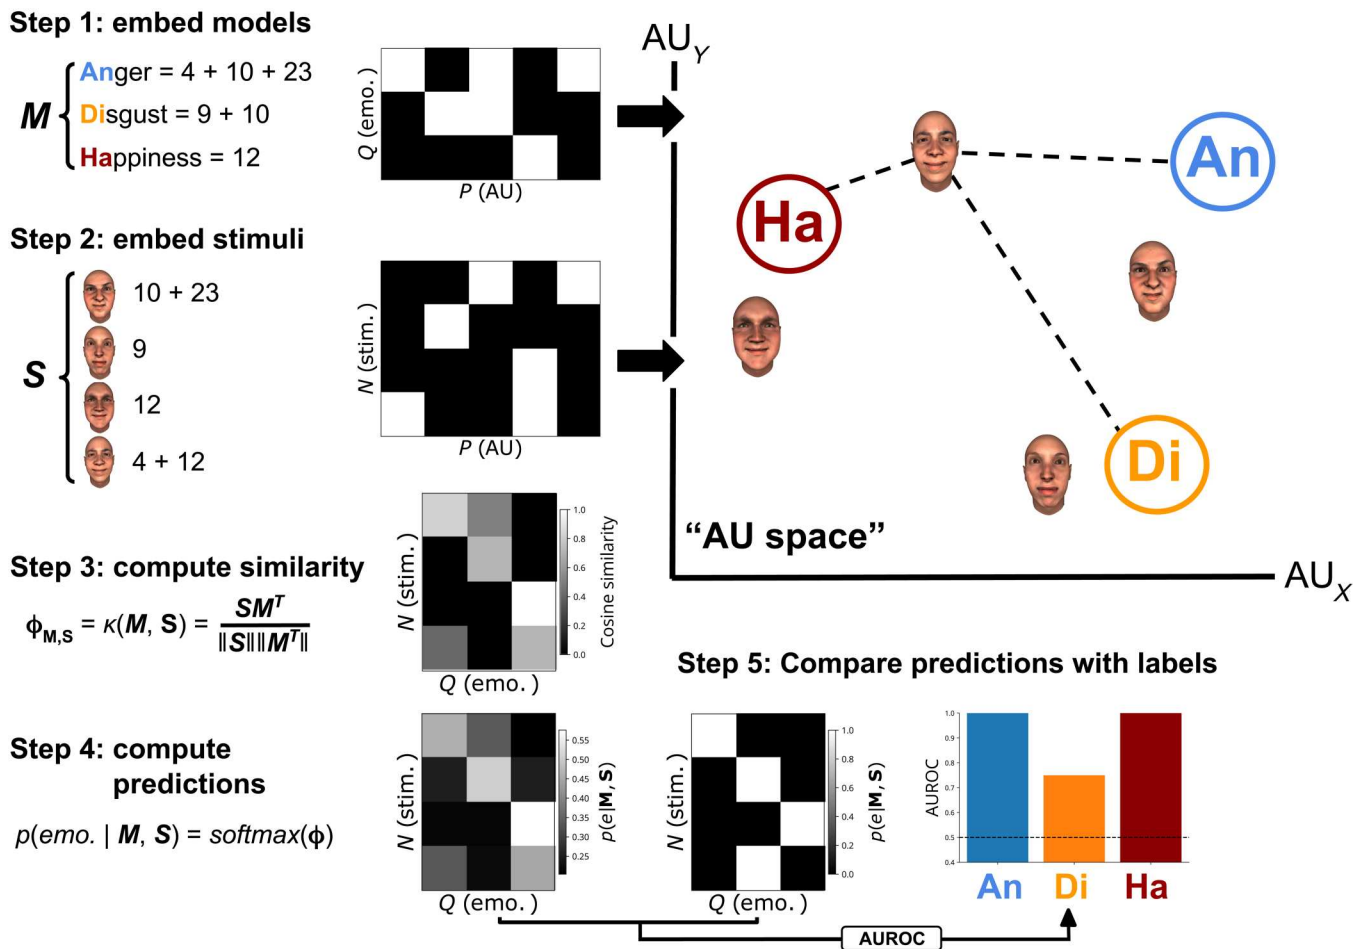 Step 1: embed models
M
Anger = 4 + 10 + 23
Disgust = 9 + 10
Happiness = 12
Q (emo.)
P (AU)
Step 2: embed stimuli
S
10 + 23
9
12
4 + 12
N (stim.)
P (AU)
AU_Y
Ha
An
Di
“AU space”
AU_X
Step 3: compute similarity
ϕ_M,S = κ(M, S) = SM^T / ‖S‖‖M^T‖
N (stim.)
Q (emo.)
1.0
0.8
0.6
0.4
0.2
0.0
Cosine similarity
Step 4: compute
predictions
p(emo. | M, S) = softmax(ϕ)
N (stim.)
Q (emo.)
0.55
0.50
0.45
0.40
0.35
0.30
0.25
p(e|M, S)
Step 5: Compare predictions with labels
N (stim.)
Q (emo.)
1.0
0.8
0.6
0.4
0.2
0.0
p(e|M, S)
AUROC
1.0
0.9
0.8
0.7
0.6
0.5
0.4
An Di Ha
AUROC